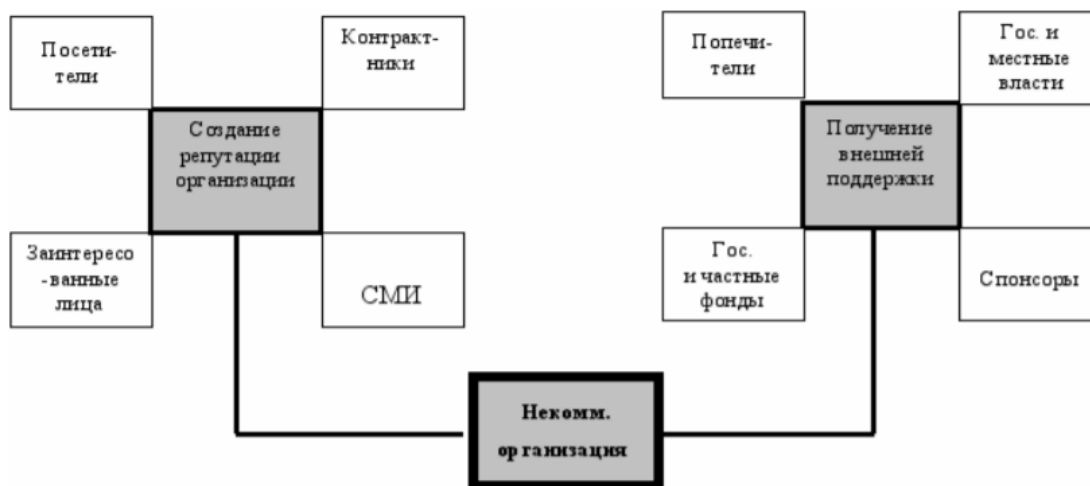 Посети-
тели
Контракт-
ники
Создание
репутации
организации
Заинтересо
-ванные
лица
СМИ
Попечи-
тели
Гос. и
местные
власти
Получение
внешней
поддержки
Гос.
и частные
фонды
Спонсоры
Некомм.
организация